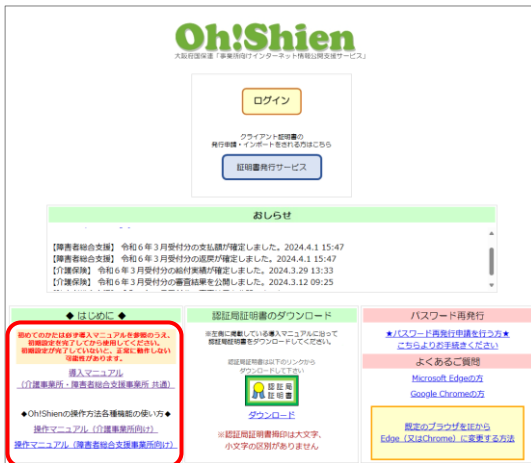 Oh!Shien
大阪府国保連「事業所向けインターネット情報公開支援サービス」
ログイン
クライアント証明書の
発行申請・インポートをされる方はこちら
証明書発行サービス
おしらせ
【障害者総合支援】 令和６年３月受付分の支払額が確定しました。2024.4.1 15:47
【障害者総合支援】 令和６年３月受付分の返戻が確定しました。2024.4.1 15:47
【介護保険】 令和６年３月受付分の給付実績が確定しました。2024.3.29 13:33
【介護保険】 令和６年３月受付分の審査結果を公開しました。2024.3.12 09:25
◆ はじめに ◆
初めてのかたは必ず導入マニュアルを参照のうえ、
初期設定を完了してから使用してください。
初期設定が完了していないと、正常に動作しない
可能性があります。
導入マニュアル
（介護事業所・障害者総合支援事業所 共通）
◆Oh!Shienの操作方法各種機能の使い方◆
操作マニュアル（介護事業所向け）
操作マニュアル（障害者総合支援事業所向け）
認証局証明書のダウンロード
※左側に掲載している導入マニュアルに沿って
認証局証明書をダウンロードしてください。
認証局証明書は以下のリンクから
ダウンロードして下さい
認証局
証明書
ダウンロード
※認証局証明書拇印は大文字、
小文字の区別がありません
パスワード再発行
★パスワード再発行申請を行う方★
こちらよりお手続きください
よくあるご質問
Microsoft Edgeの方
Google Chromeの方
既定のブラウザをIEから
Edge（又はChrome）に変更する方法